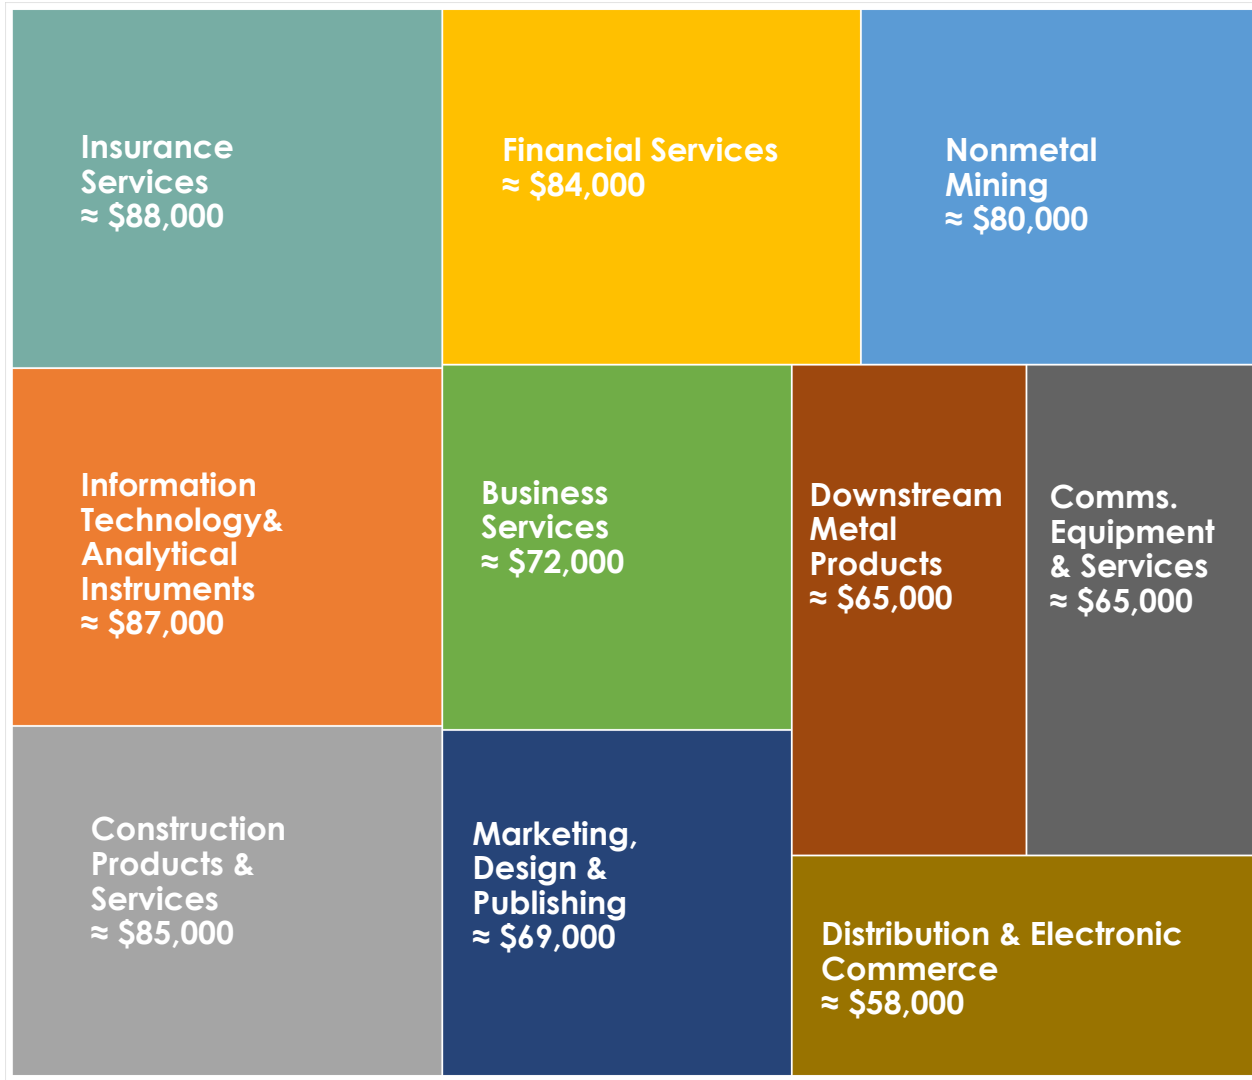 Insurance
Services
≈ $88,000
Financial Services
≈ $84,000
Nonmetal
Mining
≈ $80,000
Information
Technology&
Analytical
Instruments
≈ $87,000
Business
Services
≈ $72,000
Downstream
Metal
Products
≈ $65,000
Comms.
Equipment
& Services
≈ $65,000
Construction
Products &
Services
≈ $85,000
Marketing,
Design &
Publishing
≈ $69,000
Distribution & Electronic
Commerce
≈ $58,000